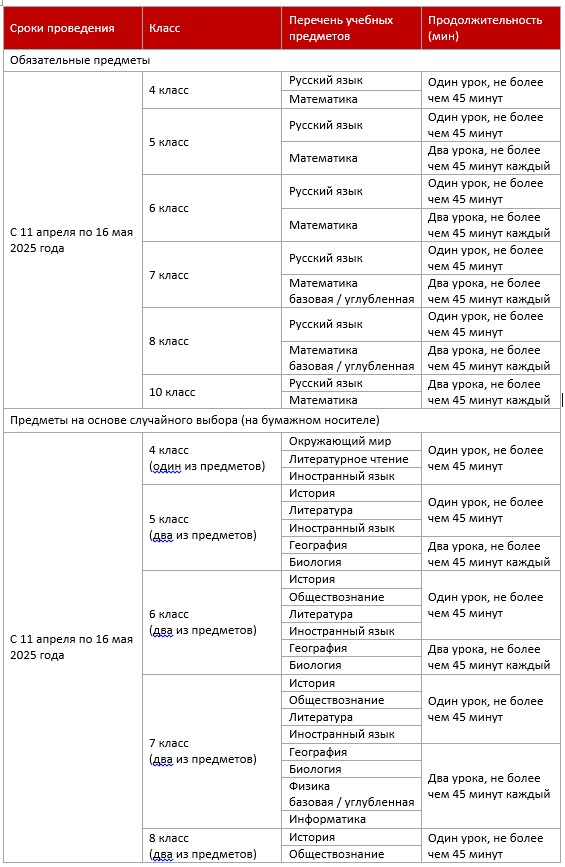 Сроки проведения
Класс
Перечень учебных
предметов
Продолжительность
(мин)
Обязательные предметы
С 11 апреля по 16 мая
2025 года
4 класс
Русский язык
Математика
Один урок, не более
чем 45 минут
5 класс
Русский язык
Один урок, не более
чем 45 минут
Математика
Два урока, не более
чем 45 минут каждый
6 класс
Русский язык
Один урок, не более
чем 45 минут
Математика
Два урока, не более
чем 45 минут каждый
7 класс
Русский язык
Один урок, не более
чем 45 минут
Математика
базовая / углубленная
Два урока, не более
чем 45 минут каждый
8 класс
Русский язык
Один урок, не более
чем 45 минут
Математика
базовая / углубленная
Два урока, не более
чем 45 минут каждый
10 класс
Русский язык
Математика
Два урока, не более
чем 45 минут каждый
Предметы на основе случайного выбора (на бумажном носителе)
С 11 апреля по 16 мая
2025 года
4 класс
(один из предметов)
Окружающий мир
Литературное чтение
Иностранный язык
Один урок, не более
чем 45 минут
5 класс
(два из предметов)
История
Литература
Иностранный язык
Один урок, не более
чем 45 минут
География
Биология
Два урока, не более
чем 45 минут каждый
6 класс
(два из предметов)
История
Обществознание
Литература
Иностранный язык
Один урок, не более
чем 45 минут
География
Биология
Два урока, не более
чем 45 минут каждый
7 класс
(два из предметов)
История
Обществознание
Литература
Иностранный язык
Один урок, не более
чем 45 минут
География
Биология
Физика
базовая / углубленная
Информатика
Два урока, не более
чем 45 минут каждый
8 класс
(два из предметов)
История
Обществознание
Один урок, не более
чем 45 минут